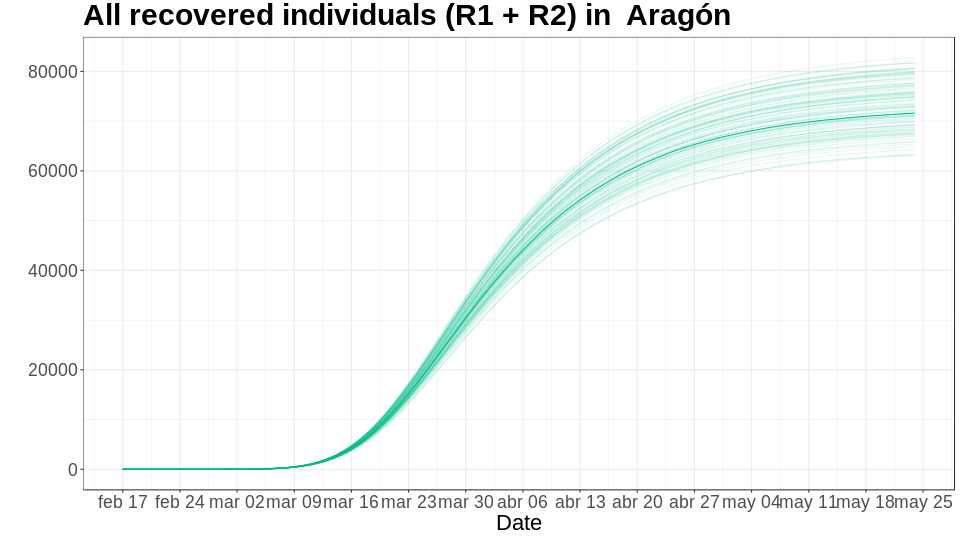 All recovered individuals (R1 + R2) in  Aragón
80000
60000
40000
20000
0
feb 17 feb 24 mar 02 mar 09 mar 16 mar 23 mar 30 abr 06 abr 13 abr 20 abr 27 may 04 may 11 may 18 may 25
Date